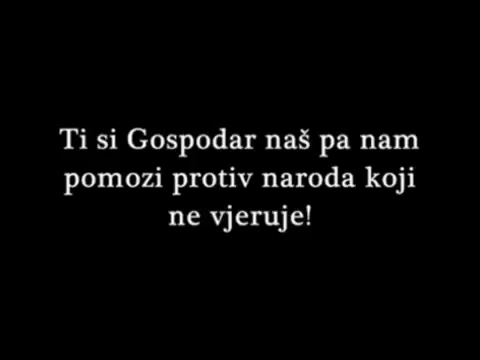 Ti si Gospodar naš pa nam
pomozi protiv naroda koji
ne vjeruje!